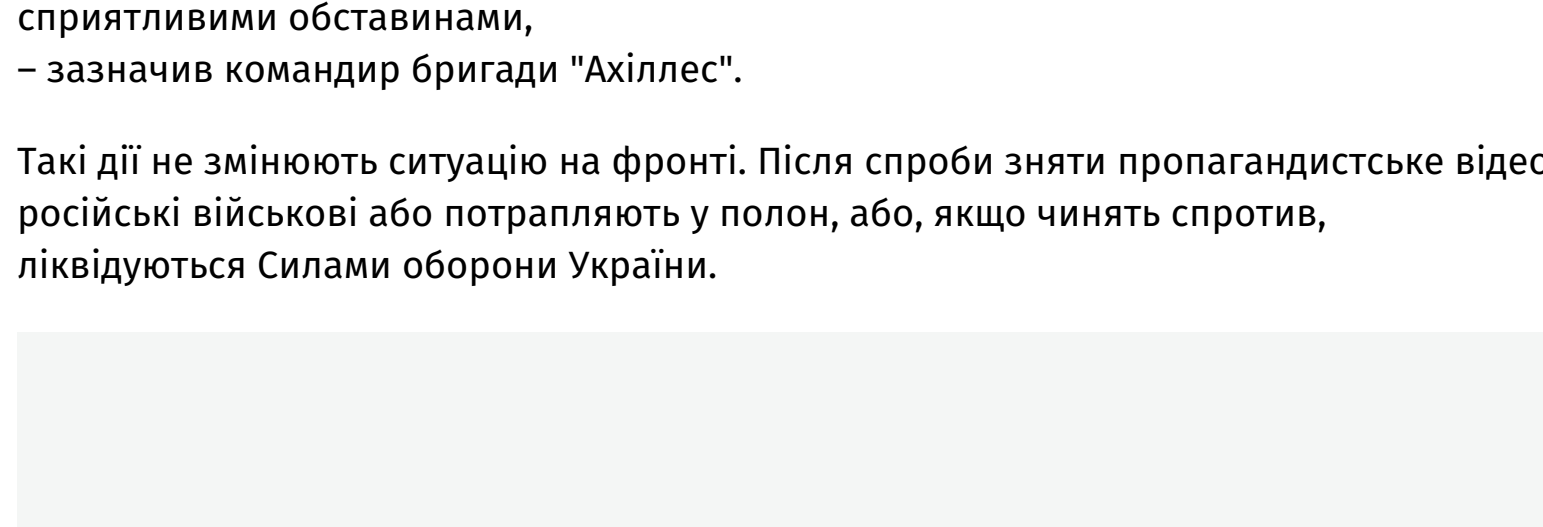 сприятливими обставинами,
– зазначив командир бригади "Ахіллес".
Такі дії не змінюють ситуацію на фронті. Після спроби зняти пропагандистське відео
російські військові або потрапляють у полон, або, якщо чинять спротив,
ліквідуються Силами оборони України.